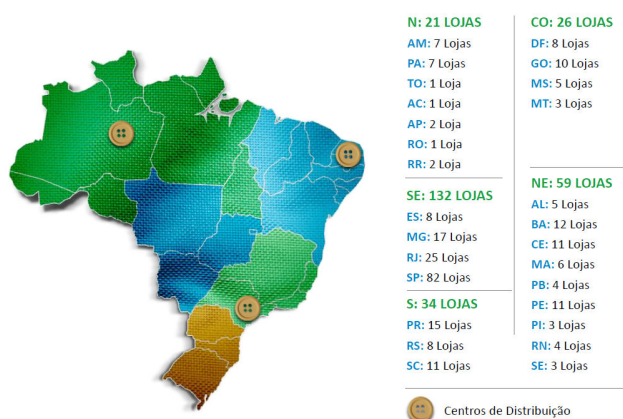 N: 21 LOJAS
AM: 7 Lojas
PA: 7 Lojas
TO: 1 Loja
AC: 1 Loja
AP: 2 Loja
RO: 1 Loja
RR: 2 Loja
CO: 26 LOJAS
DF: 8 Lojas
GO: 10 Lojas
MS: 5 Lojas
MT: 3 Lojas
SE: 132 LOJAS
ES: 8 Lojas
MG: 17 Lojas
RJ: 25 Lojas
SP: 82 Lojas
S: 34 LOJAS
PR: 15 Lojas
RS: 8 Lojas
SC: 11 Lojas
NE: 59 LOJAS
AL: 5 Lojas
BA: 12 Lojas
CE: 11 Lojas
MA: 6 Lojas
PB: 4 Lojas
PE: 11 Lojas
PI: 3 Lojas
RN: 4 Lojas
SE: 3 Lojas
Centros de Distribuição